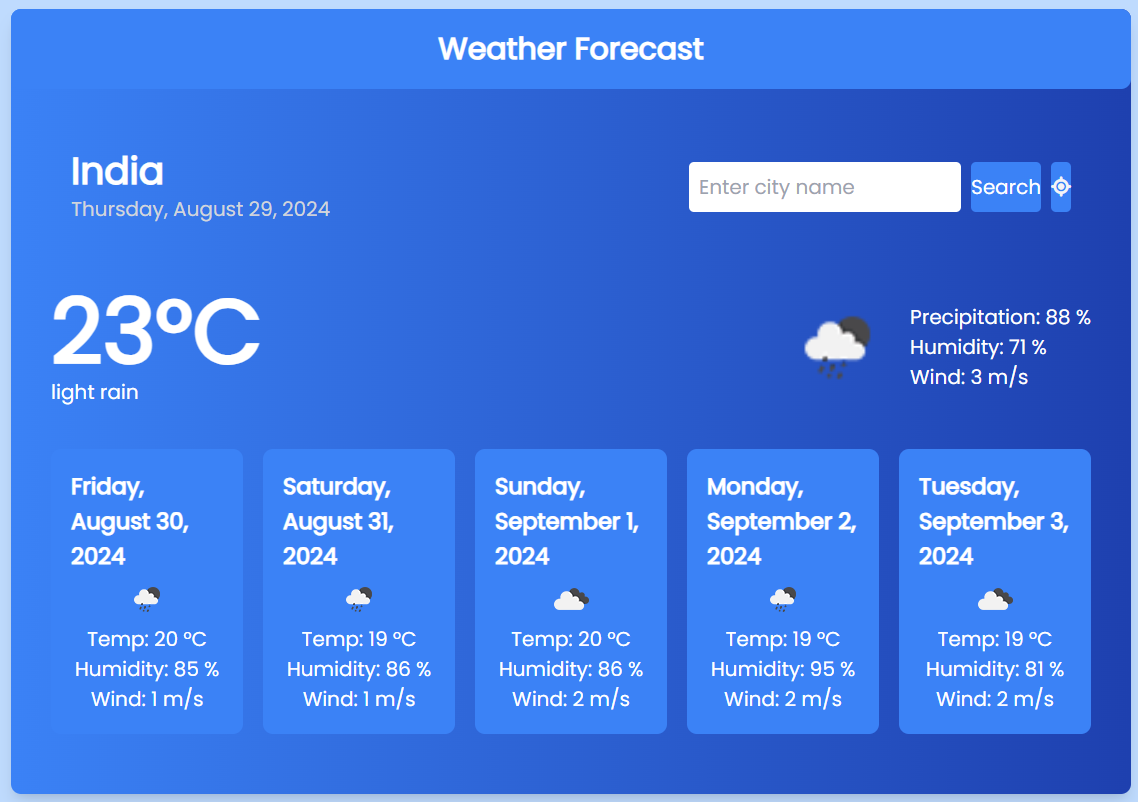 Weather Forecast
India
Thursday, August 29, 2024
Enter city name
Search
23°C
light rain
Precipitation: 88 %
Humidity: 71 %
Wind: 3 m/s
Friday,
August 30,
2024
Temp: 20 °C
Humidity: 85 %
Wind: 1 m/s
Saturday,
August 31,
2024
Temp: 19 °C
Humidity: 86 %
Wind: 1 m/s
Sunday,
September 1,
2024
Temp: 20 °C
Humidity: 86 %
Wind: 2 m/s
Monday,
September 2,
2024
Temp: 19 °C
Humidity: 95 %
Wind: 2 m/s
Tuesday,
September 3,
2024
Temp: 19 °C
Humidity: 81 %
Wind: 2 m/s